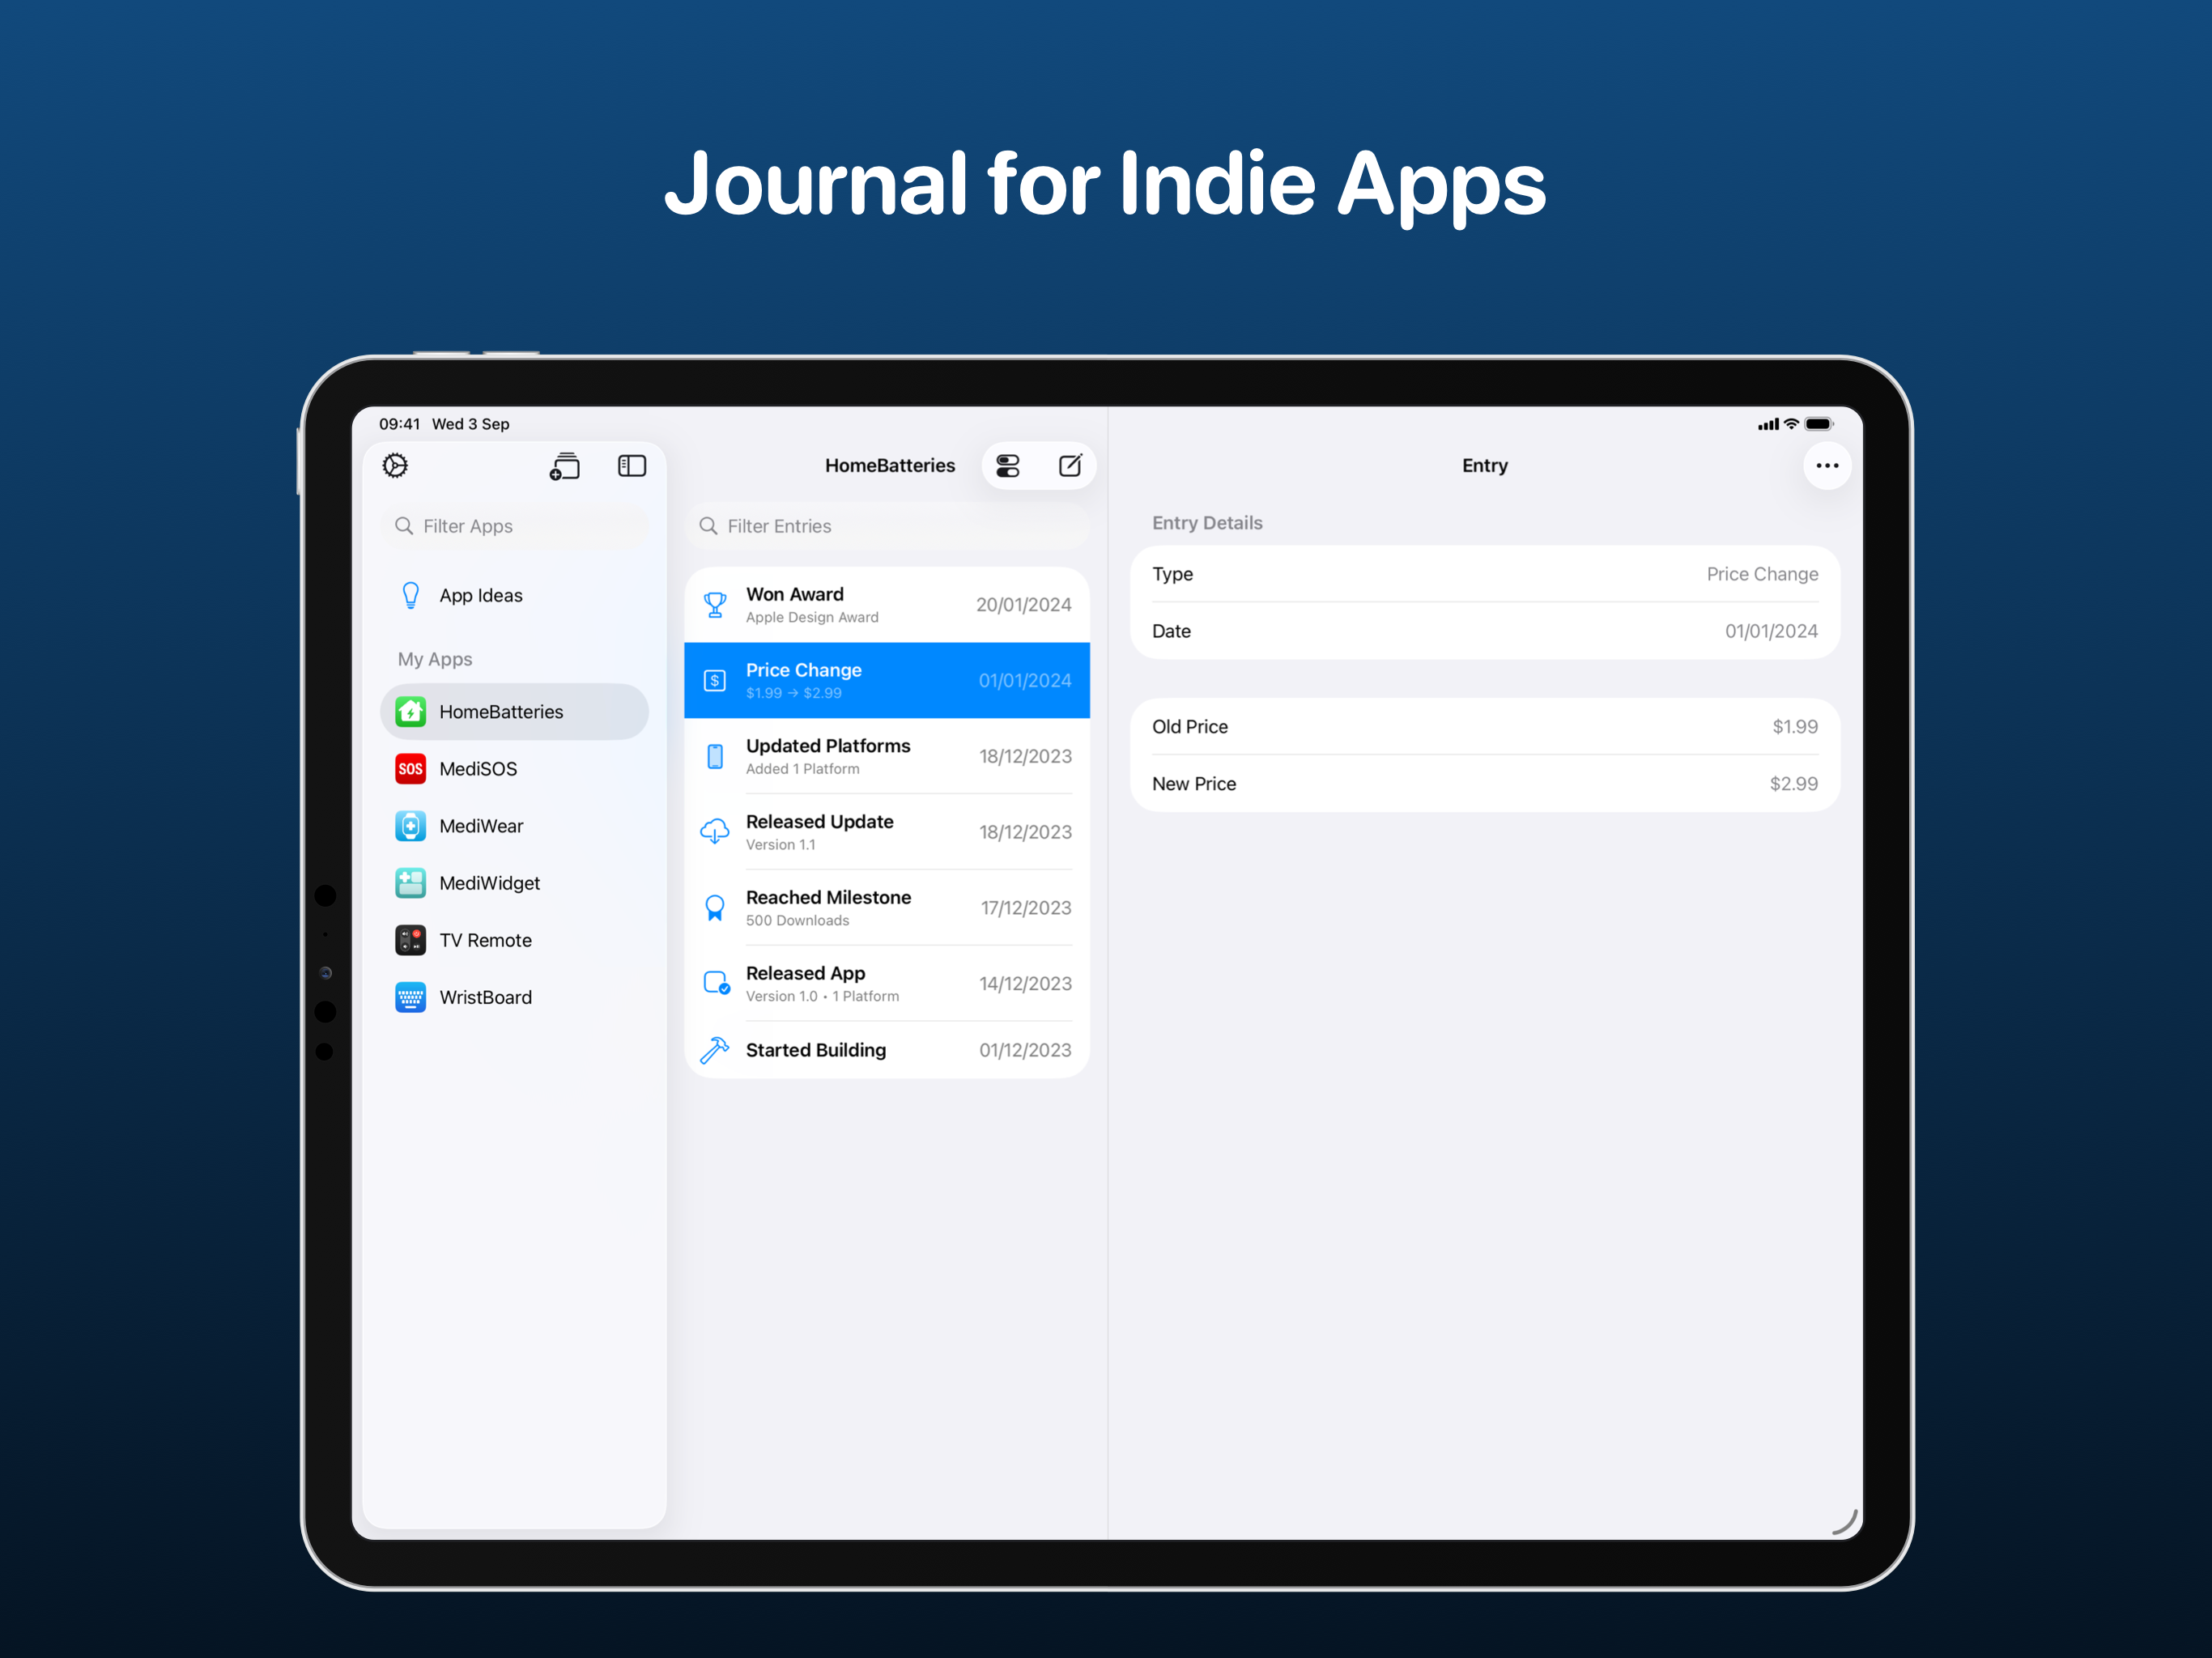 Journal for Indie Apps
09:41 Wed 3 Sep
Filter Apps
App Ideas
My Apps
HomeBatteries
SOS MediSOS
MediWear
MediWidget
TV Remote
WristBoard
HomeBatteries
Filter Entries
Won Award 20/01/2024
Apple Design Award
$ Price Change 01/01/2024
$1.99 → $2.99
Updated Platforms 18/12/2023
Added 1 Platform
Released Update 18/12/2023
Version 1.1
Reached Milestone 17/12/2023
500 Downloads
Released App 14/12/2023
Version 1.0 • 1 Platform
Started Building 01/12/2023
Entry
Entry Details
Type Price Change
Date 01/01/2024
Old Price $1.99
New Price $2.99